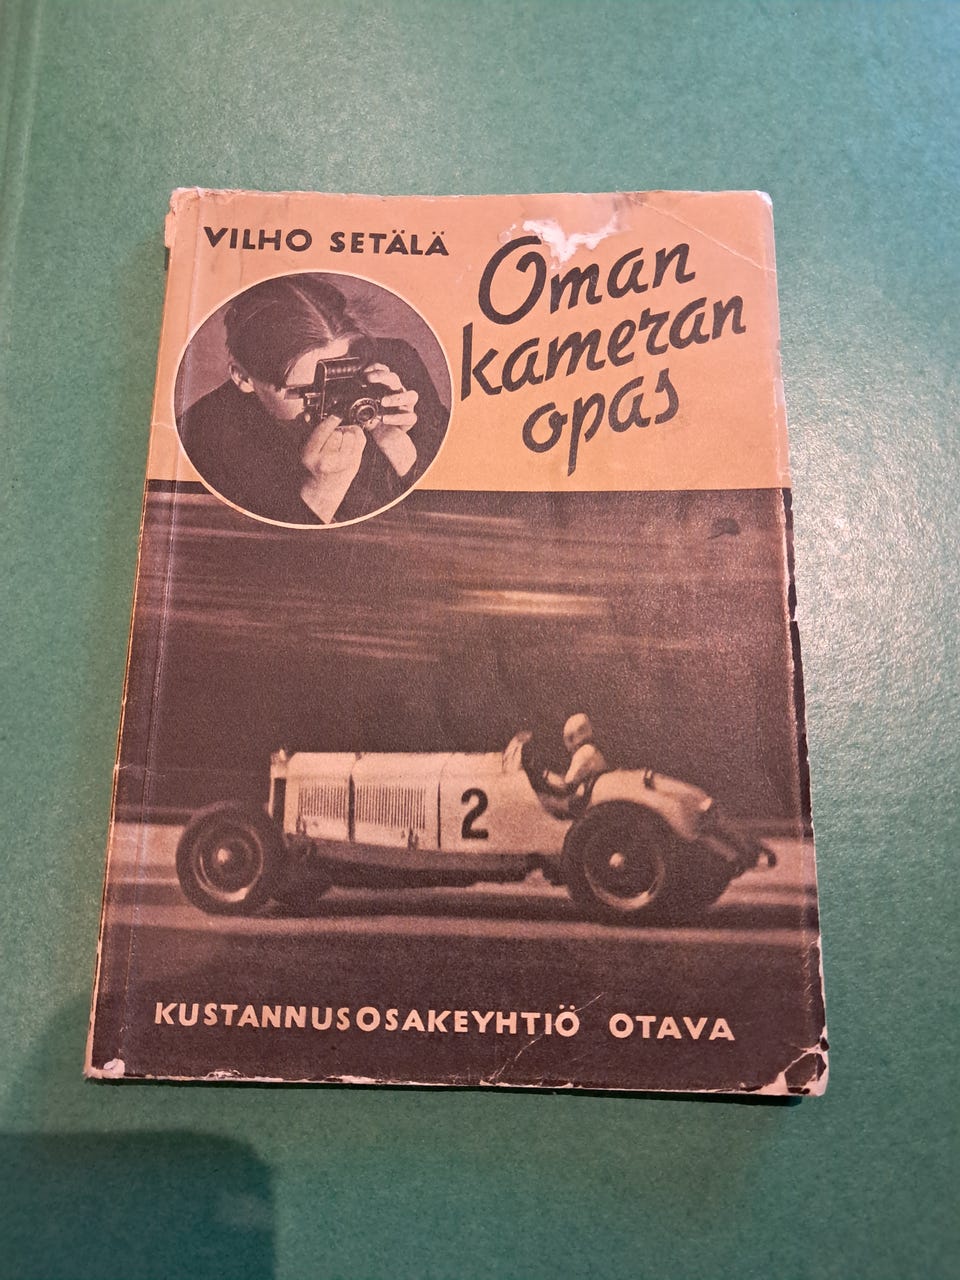 VILHO SETÄLÄ
Oman
kameran
opas
2
KUSTANNUSOSAKEYHTIÖ OTAVA